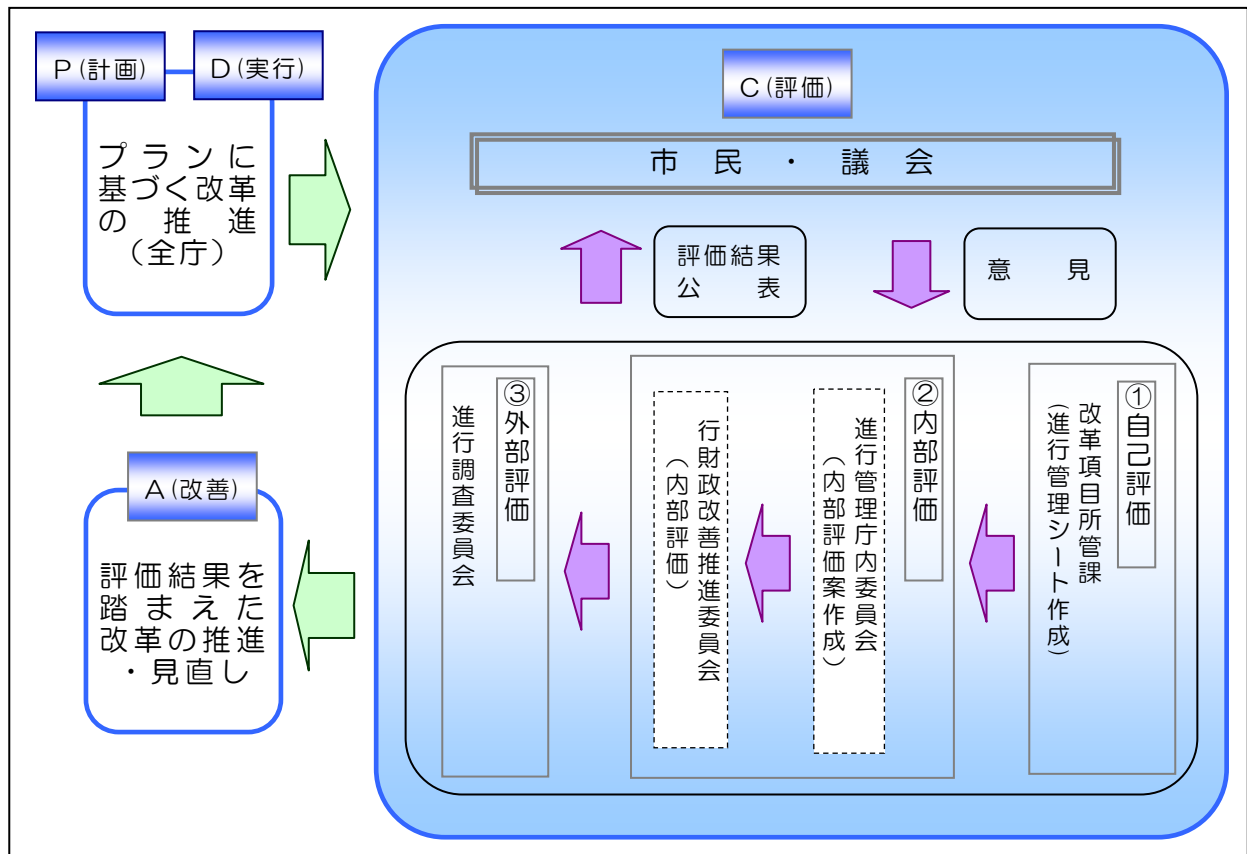 P(計画)
D(実行)
プランに
基づく改革
の推進
(全庁)
C(評価)
市民・議会
評価結果
公表
意見
①自己評価
改革項目所管課
(進行管理シート作成)
②内部評価
進行管理庁内委員会
(内部評価案作成)
行財政改善推進委員会
(内部評価)
③外部評価
進行調査委員会
A(改善)
評価結果を
踏まえた
改革の推進
・見直し